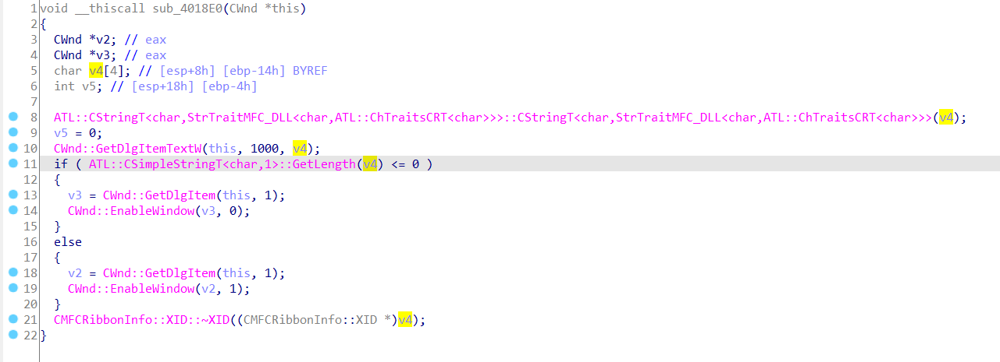 1 void __thiscall sub_4018E0(CWnd *this)
2 {
3 CWnd *v2; // eax
4 CWnd *v3; // eax
5 char v4[4]; // [esp+8h] [ebp-14h] BYREF
6 int v5; // [esp+18h] [ebp-4h]
7
8 ATL::CStringT<char,StrTraitMFC_DLL<char,ATL::ChTraitsCRT<char>>>::CStringT<char,StrTraitMFC_DLL<char,ATL::ChTraitsCRT<char>>>(v4);
9 v5 = 0;
10 CWnd::GetDlgItemTextW(this, 1000, v4);
11 if ( ATL::CSimpleStringT<char,1>::GetLength(v4) <= 0 )
12 {
13 v3 = CWnd::GetDlgItem(this, 1);
14 CWnd::EnableWindow(v3, 0);
15 }
16 else
17 {
18 v2 = CWnd::GetDlgItem(this, 1);
19 CWnd::EnableWindow(v2, 1);
20 }
21 CMFCRibbonInfo::XID::~XID((CMFCRibbonInfo::XID *)v4);
22 }